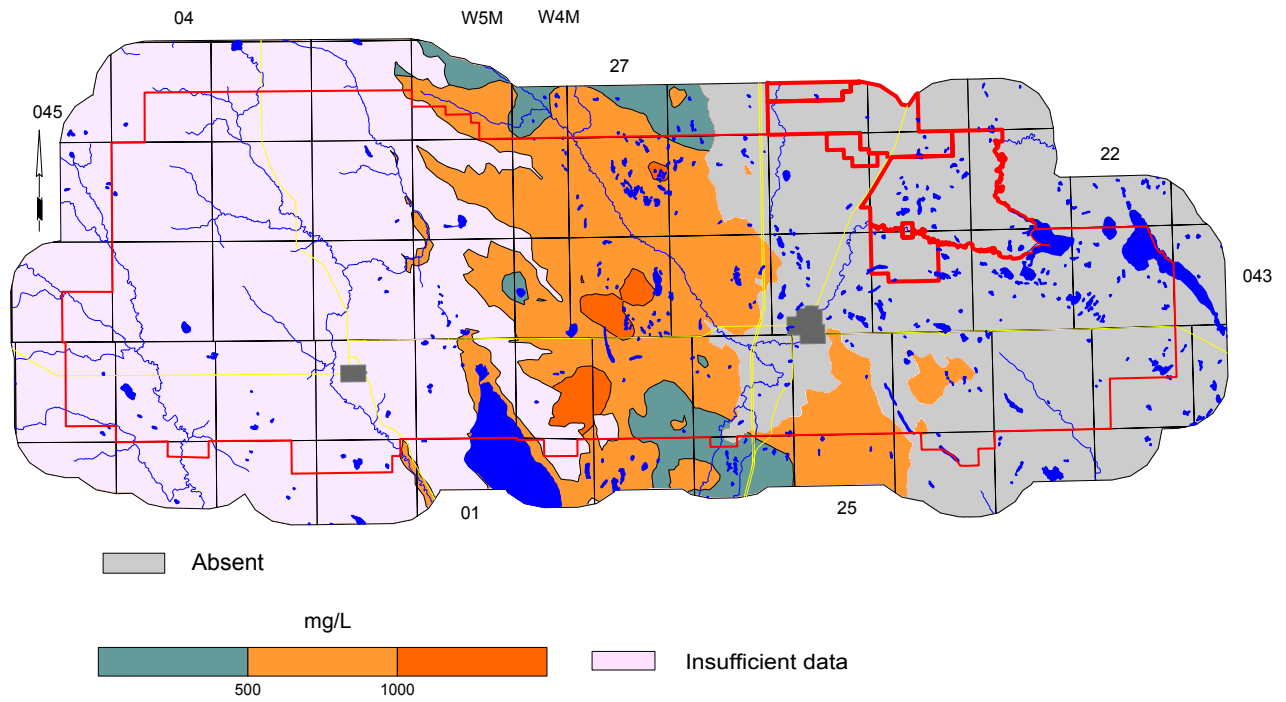 04
W5M
W4M
27
045
22
043
01
25
Absent
mg/L
500
1000
Insufficient data